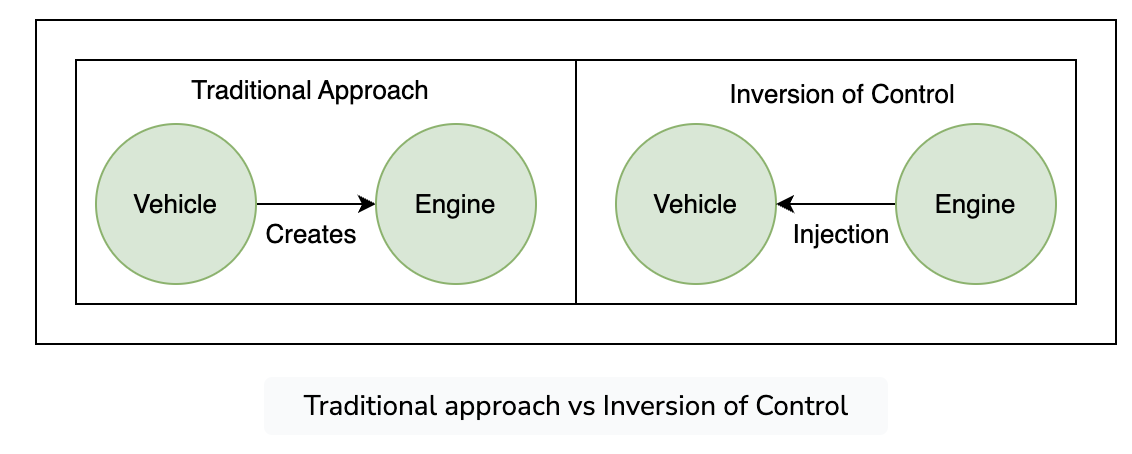 Traditional Approach
Vehicle
Creates
Engine
Inversion of Control
Vehicle
Injection
Engine
Traditional approach vs Inversion of Control